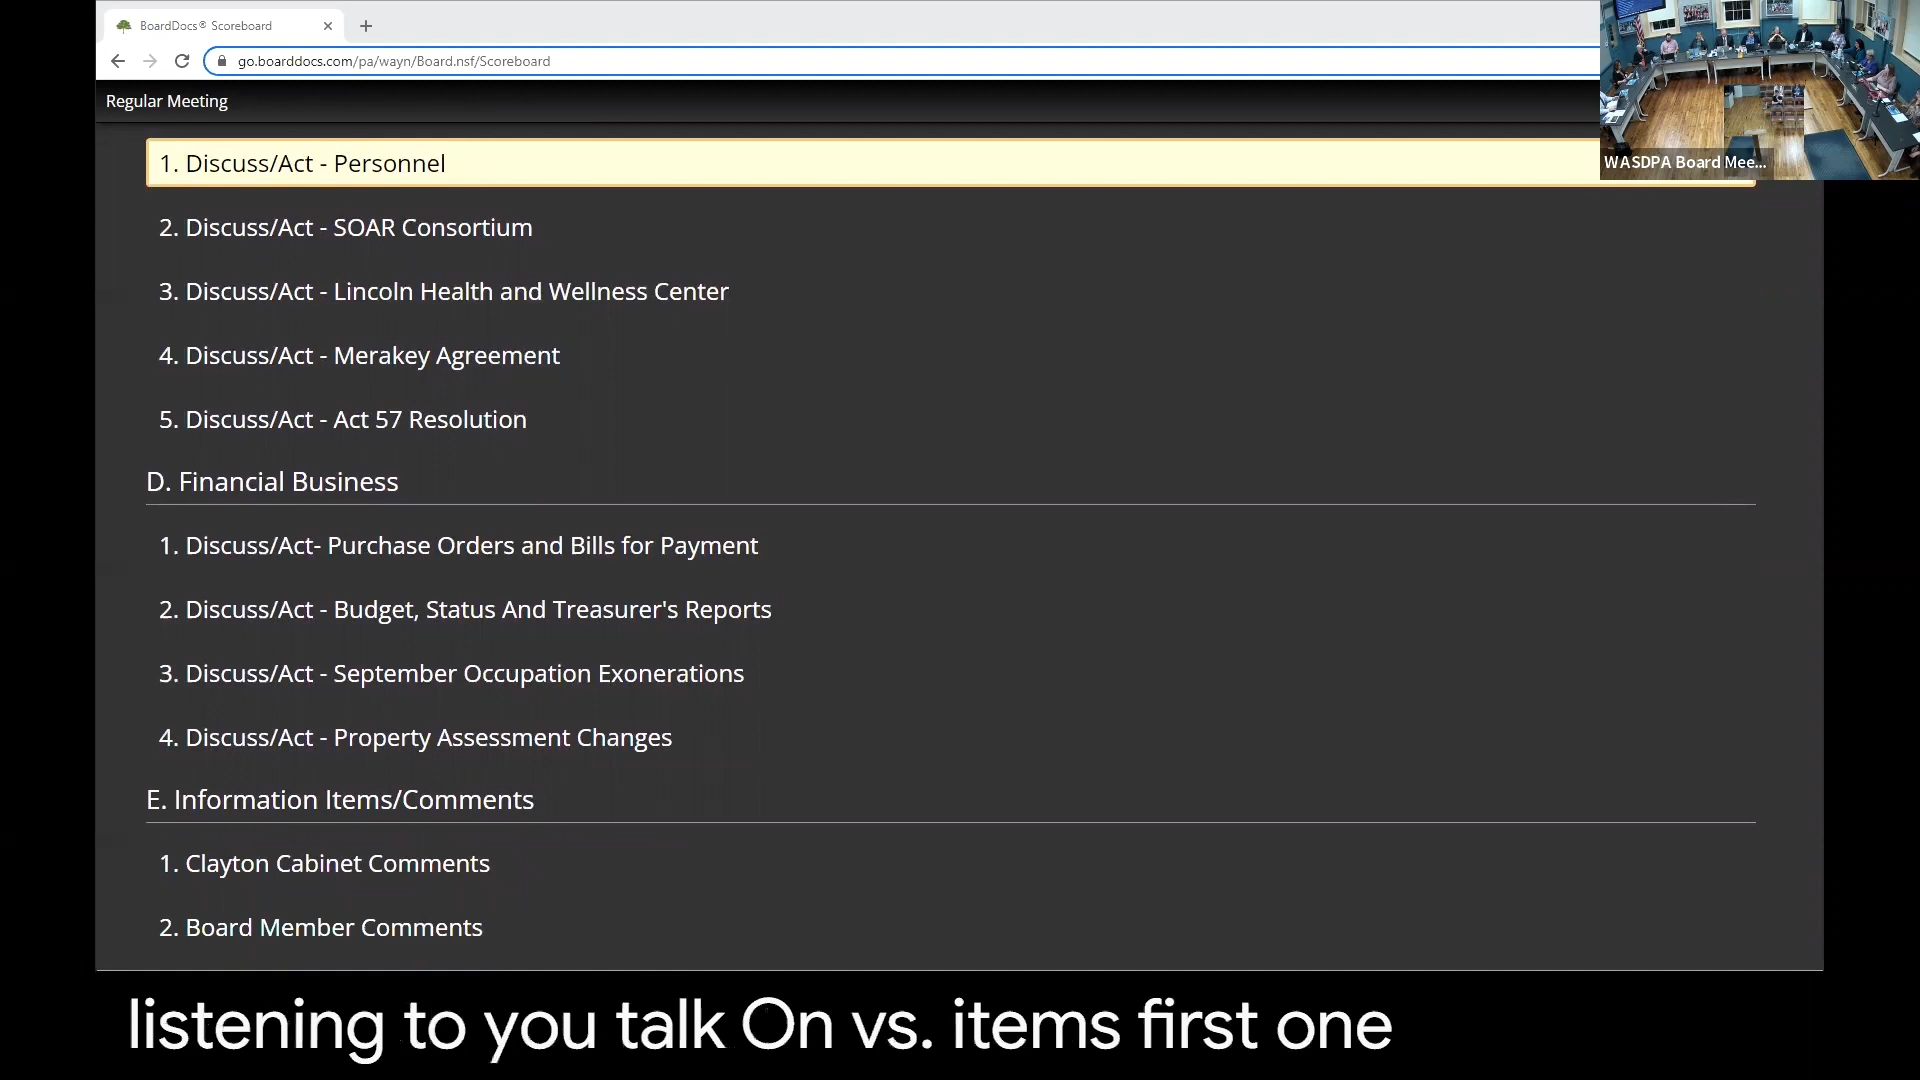 BoardDocs® Scoreboard
go.boarddocs.com/pa/wayn/Board.nsf/Scoreboard
Regular Meeting
WASDPA Board Mee...
1. Discuss/Act - Personnel
2. Discuss/Act - SOAR Consortium
3. Discuss/Act - Lincoln Health and Wellness Center
4. Discuss/Act - Merakey Agreement
5. Discuss/Act - Act 57 Resolution
D. Financial Business
1. Discuss/Act- Purchase Orders and Bills for Payment
2. Discuss/Act - Budget, Status And Treasurer's Reports
3. Discuss/Act - September Occupation Exonerations
4. Discuss/Act - Property Assessment Changes
E. Information Items/Comments
1. Clayton Cabinet Comments
2. Board Member Comments
listening to you talk On vs. items first one